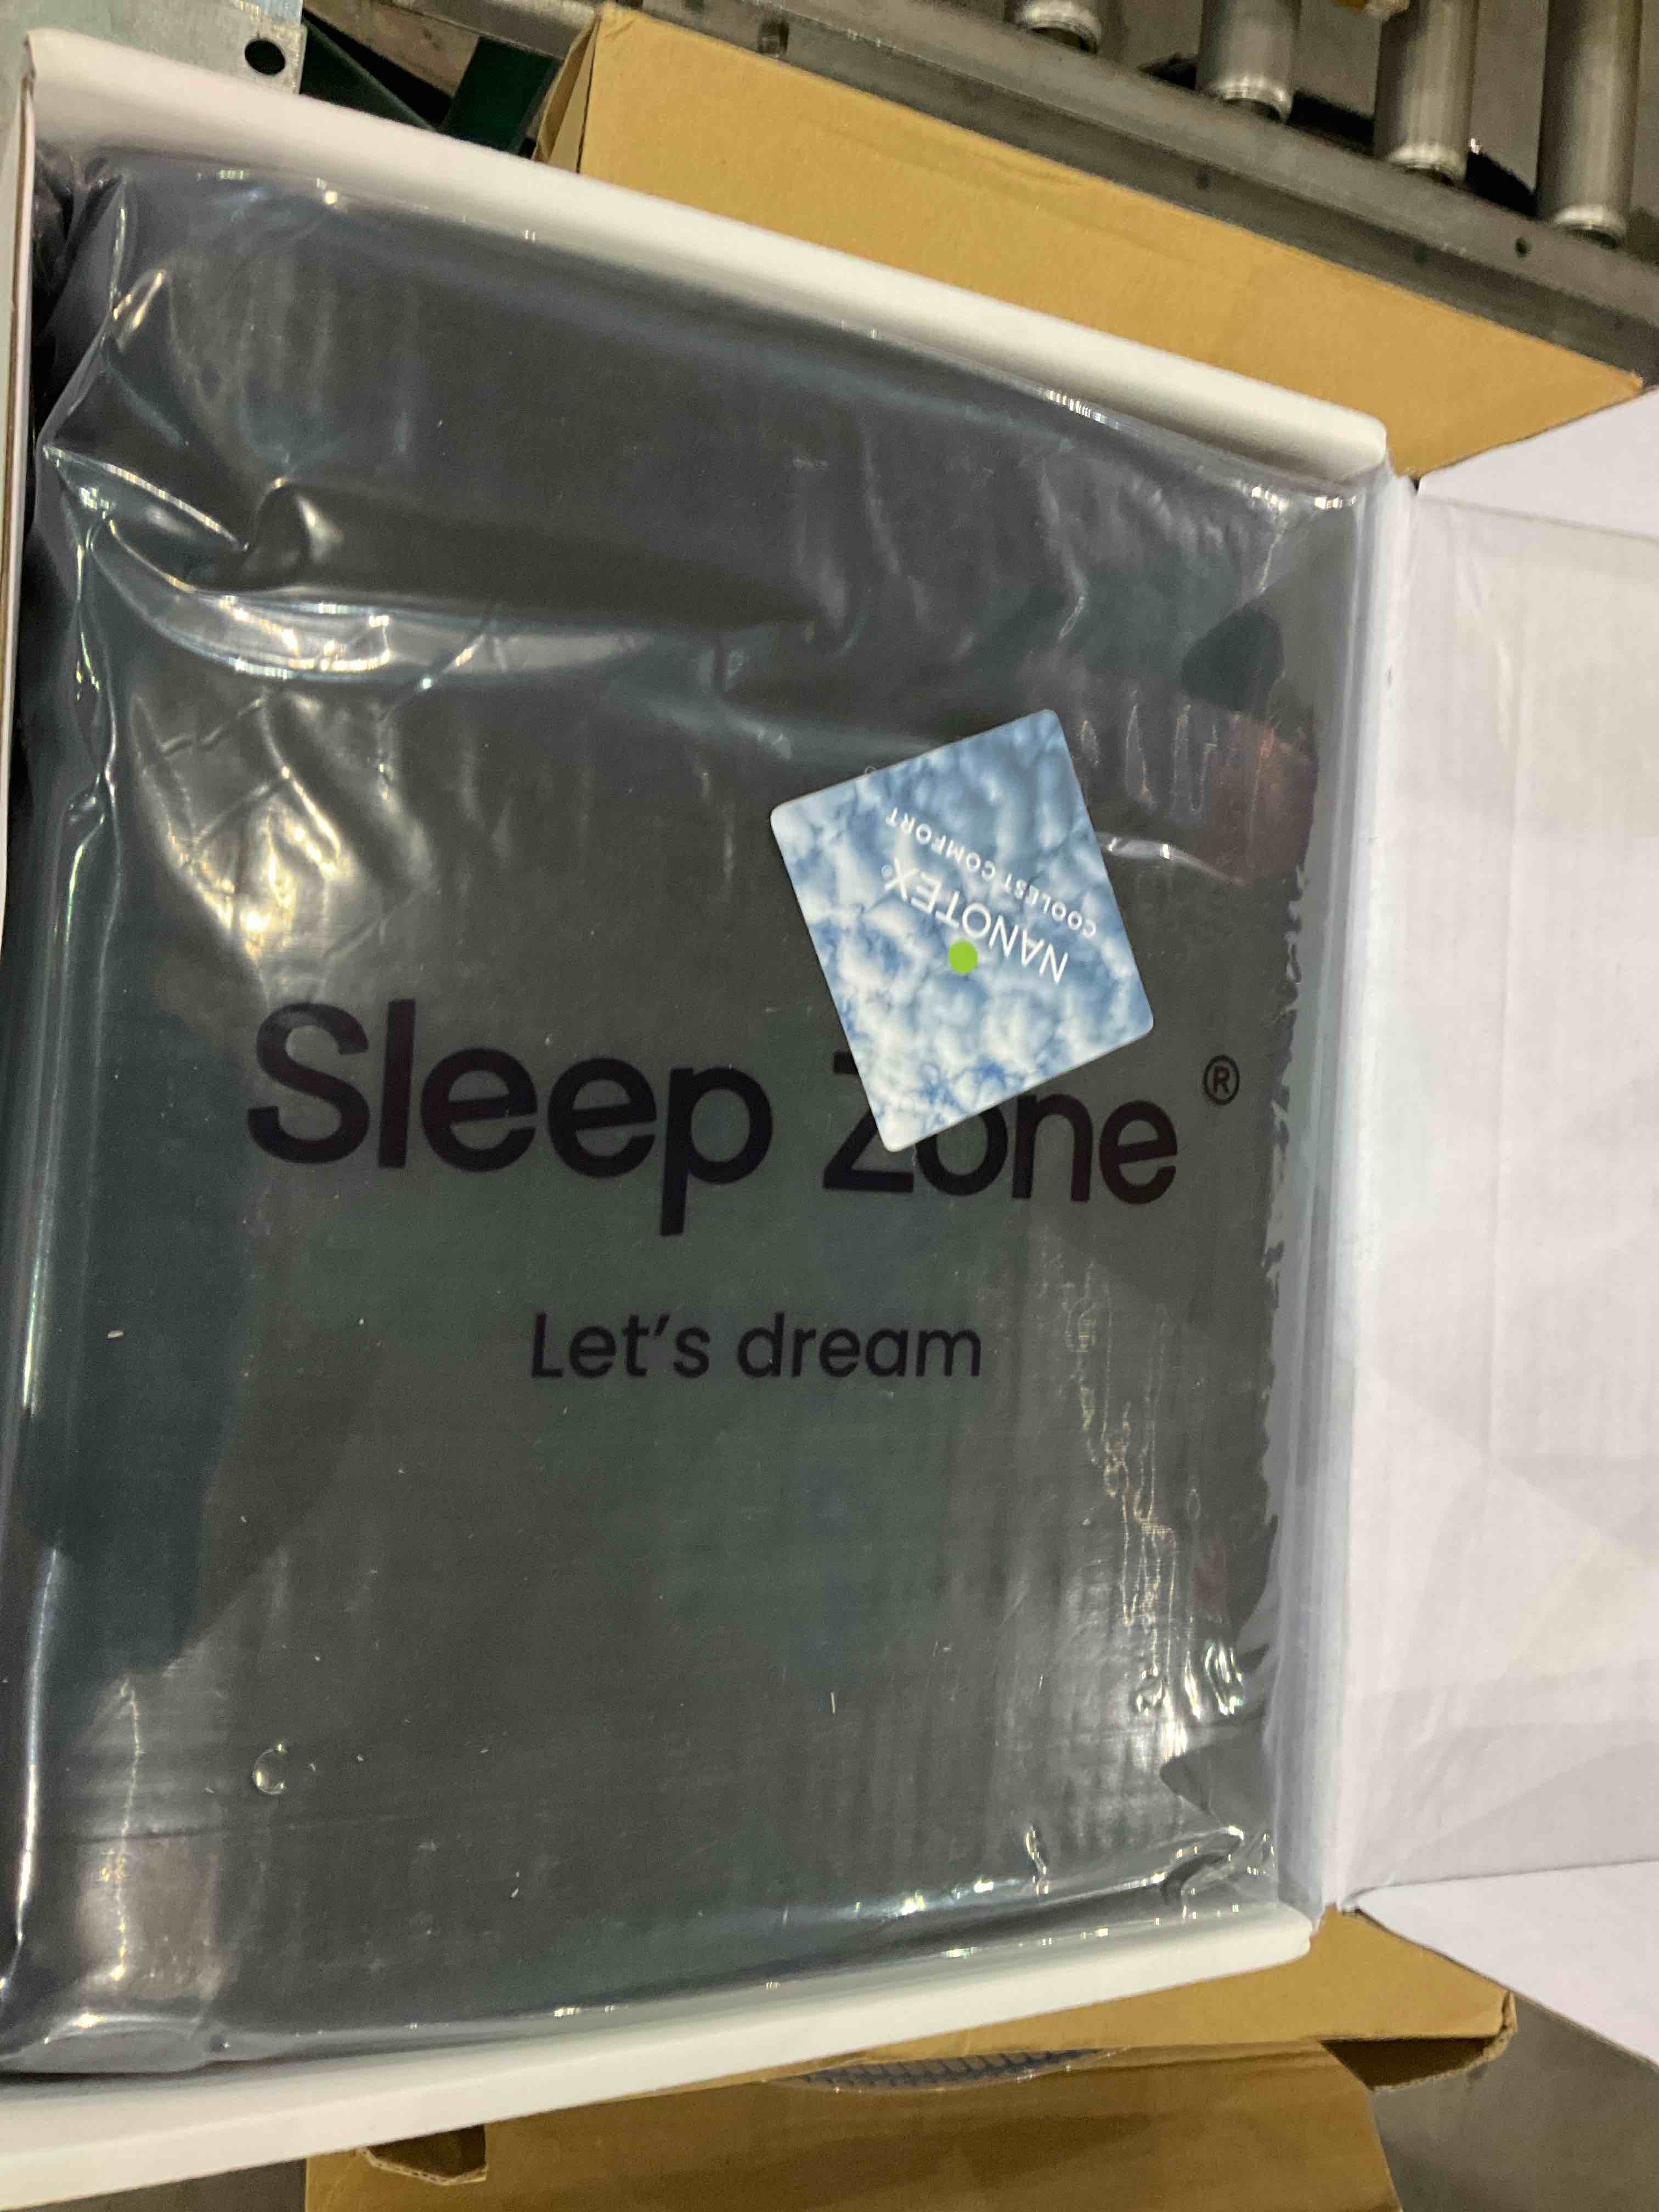 NANOTEX®
COOLEST COMFORT
Sleep Zone®
Let's dream